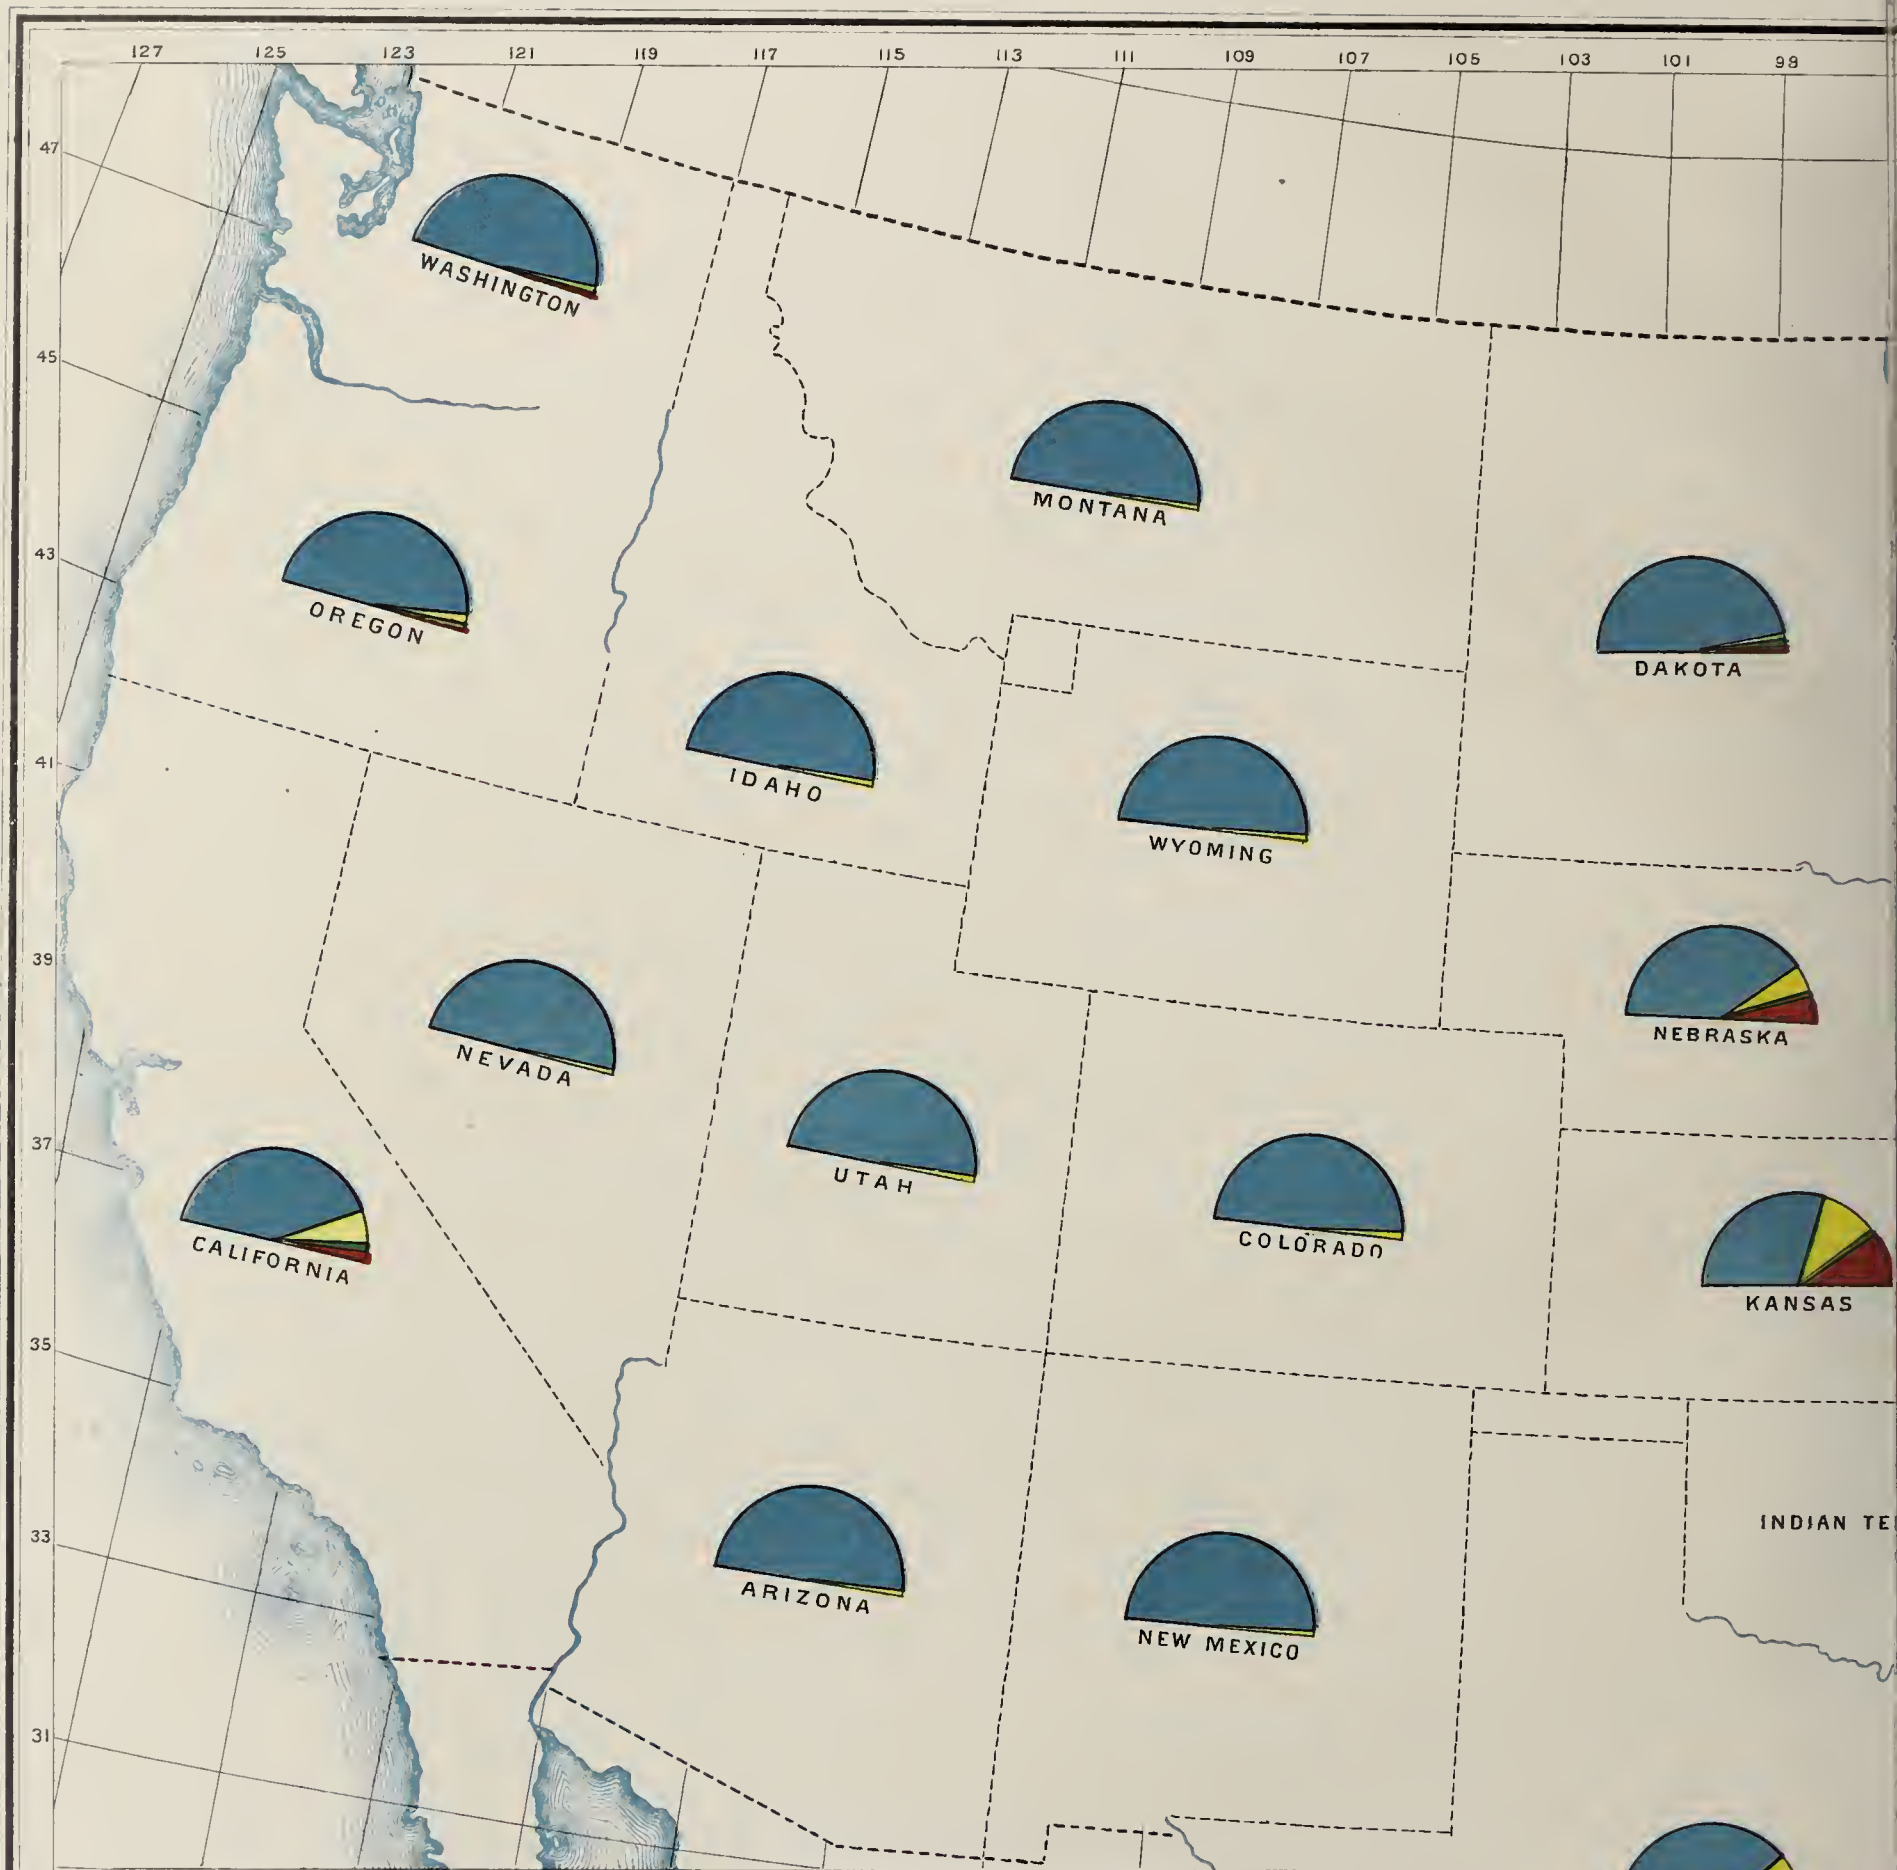 127 125 123 121 119 117 115 113 111 109 107 105 103 101 98
47
WASHINGTON
45
MONTANA
43
OREGON
DAKOTA
41
IDAHO
WYOMING
39
NEBRASKA
NEVADA
37
UTAH
COLORADO
CALIFORNIA
KANSAS
35
INDIAN TE
33
ARIZONA
NEW MEXICO
31